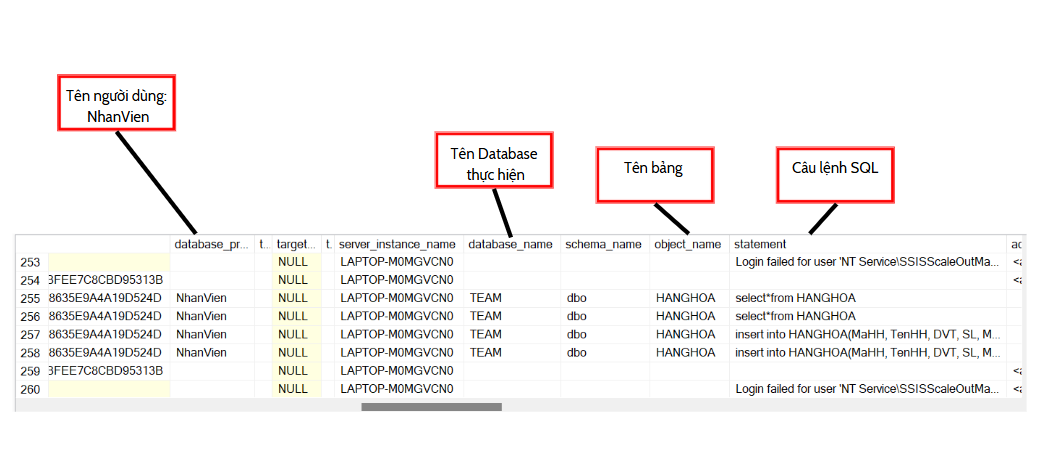 Tên người dùng:
NhanVien
Tên Database
thực hiện
Tên bảng
Câu lệnh SQL
database_pr... t... target... t. server_instance_name database_name schema_name object_name statement ac
253 NULL LAPTOP-M0MGVCN0 Login failed for user 'NT Service\SSISScaleOutMa... <a
254 3FEE7C8CBD95313B NULL LAPTOP-M0MGVCN0 <a
255 8635E9A4A19D524D NhanVien NULL LAPTOP-M0MGVCN0 TEAM dbo HANGHOA select*from HANGHOA
256 8635E9A4A19D524D NhanVien NULL LAPTOP-M0MGVCN0 TEAM dbo HANGHOA select*from HANGHOA
257 8635E9A4A19D524D NhanVien NULL LAPTOP-M0MGVCN0 TEAM dbo HANGHOA insert into HANGHOA(MaHH, TenHH, DVT, SL, M...
258 8635E9A4A19D524D NhanVien NULL LAPTOP-M0MGVCN0 TEAM dbo HANGHOA insert into HANGHOA(MaHH, TenHH, DVT, SL, M...
259 3FEE7C8CBD95313B NULL LAPTOP-M0MGVCN0 <a
260 NULL LAPTOP-M0MGVCN0 Login failed for user 'NT Service\SSISScaleOutMa... <a